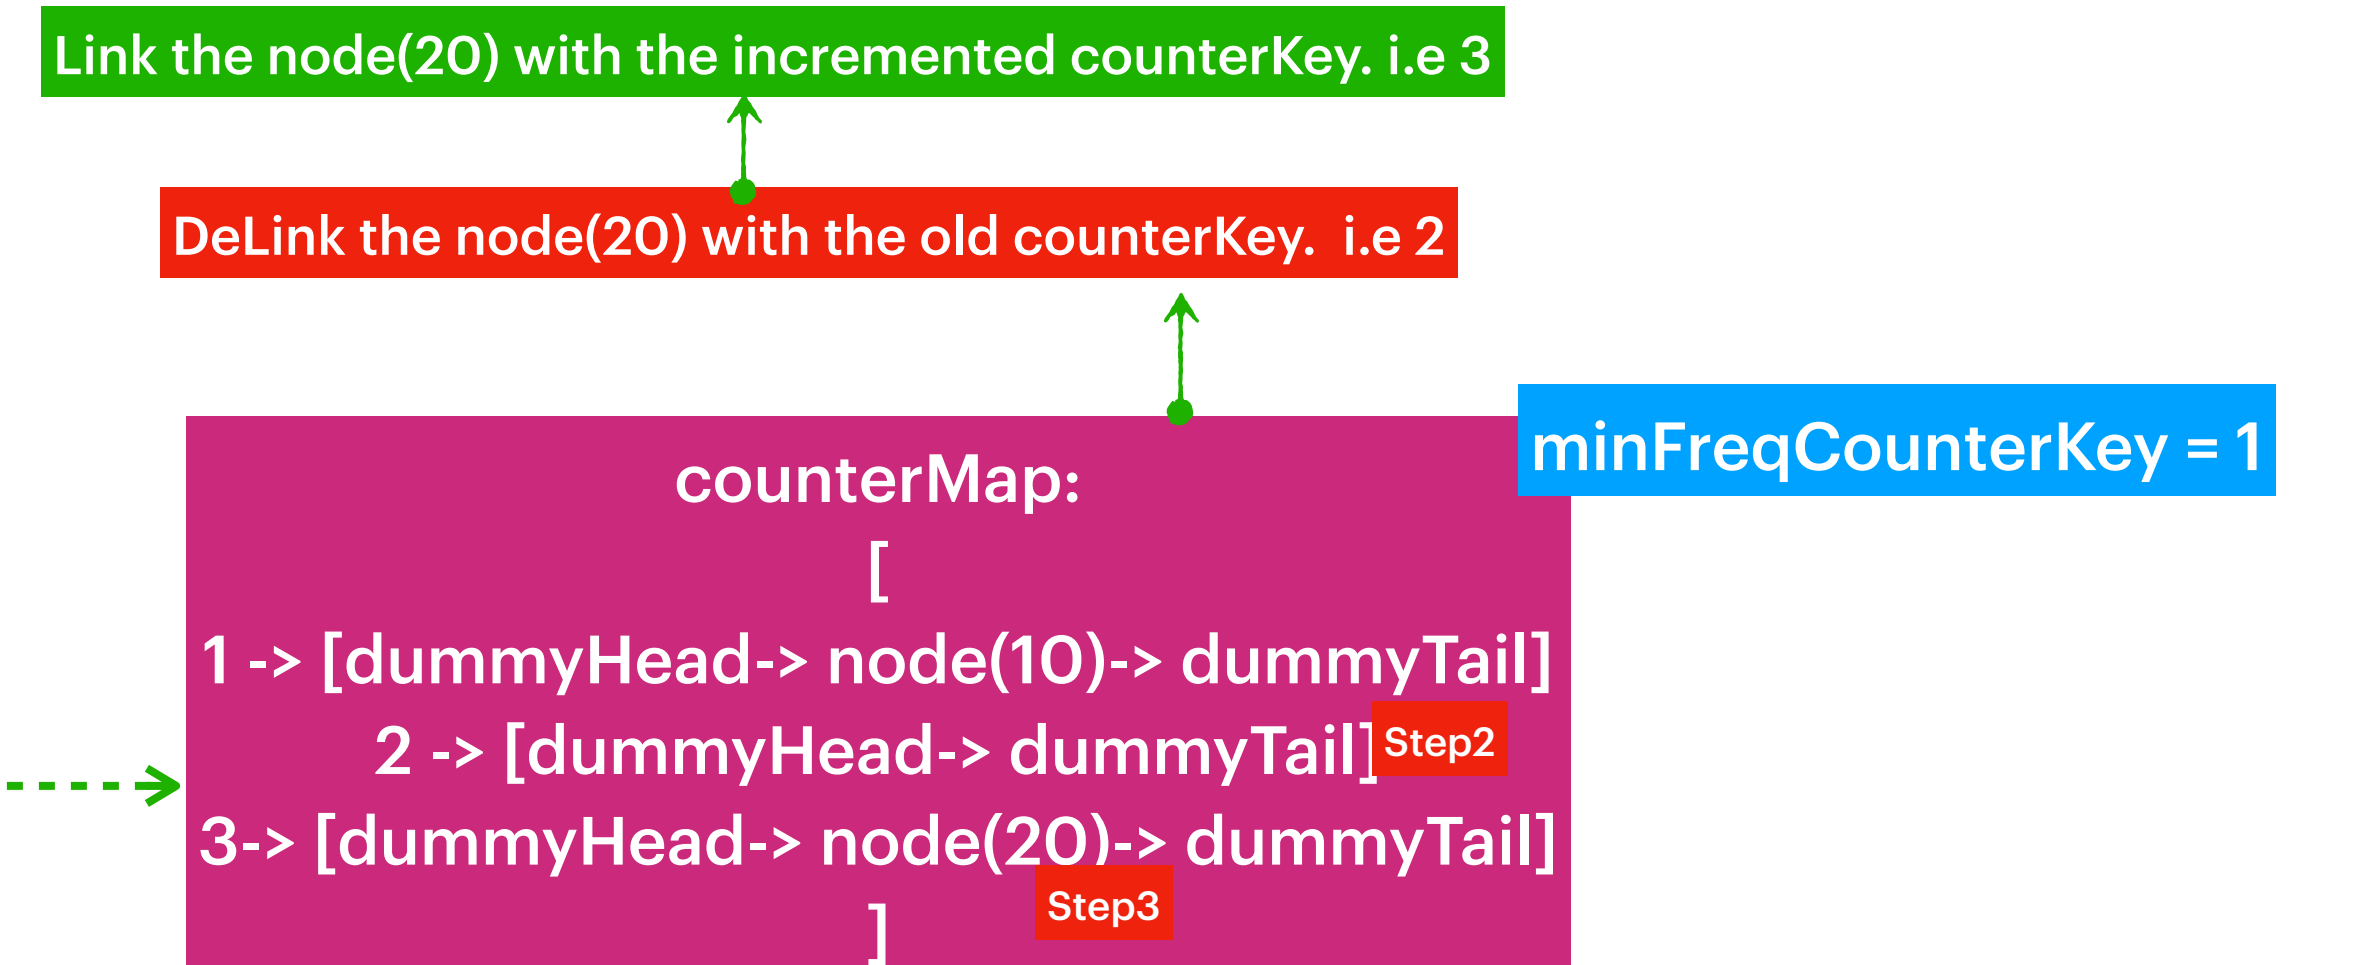 Link the node(20) with the incremented counterKey. i.e 3
DeLink the node(20) with the old counterKey.  i.e 2
minFreqCounterKey = 1
counterMap:
[
1 -> [dummyHead-> node(10)-> dummyTail]
2 -> [dummyHead-> dummyTail]
Step2
3-> [dummyHead-> node(20)-> dummyTail]
Step3
]